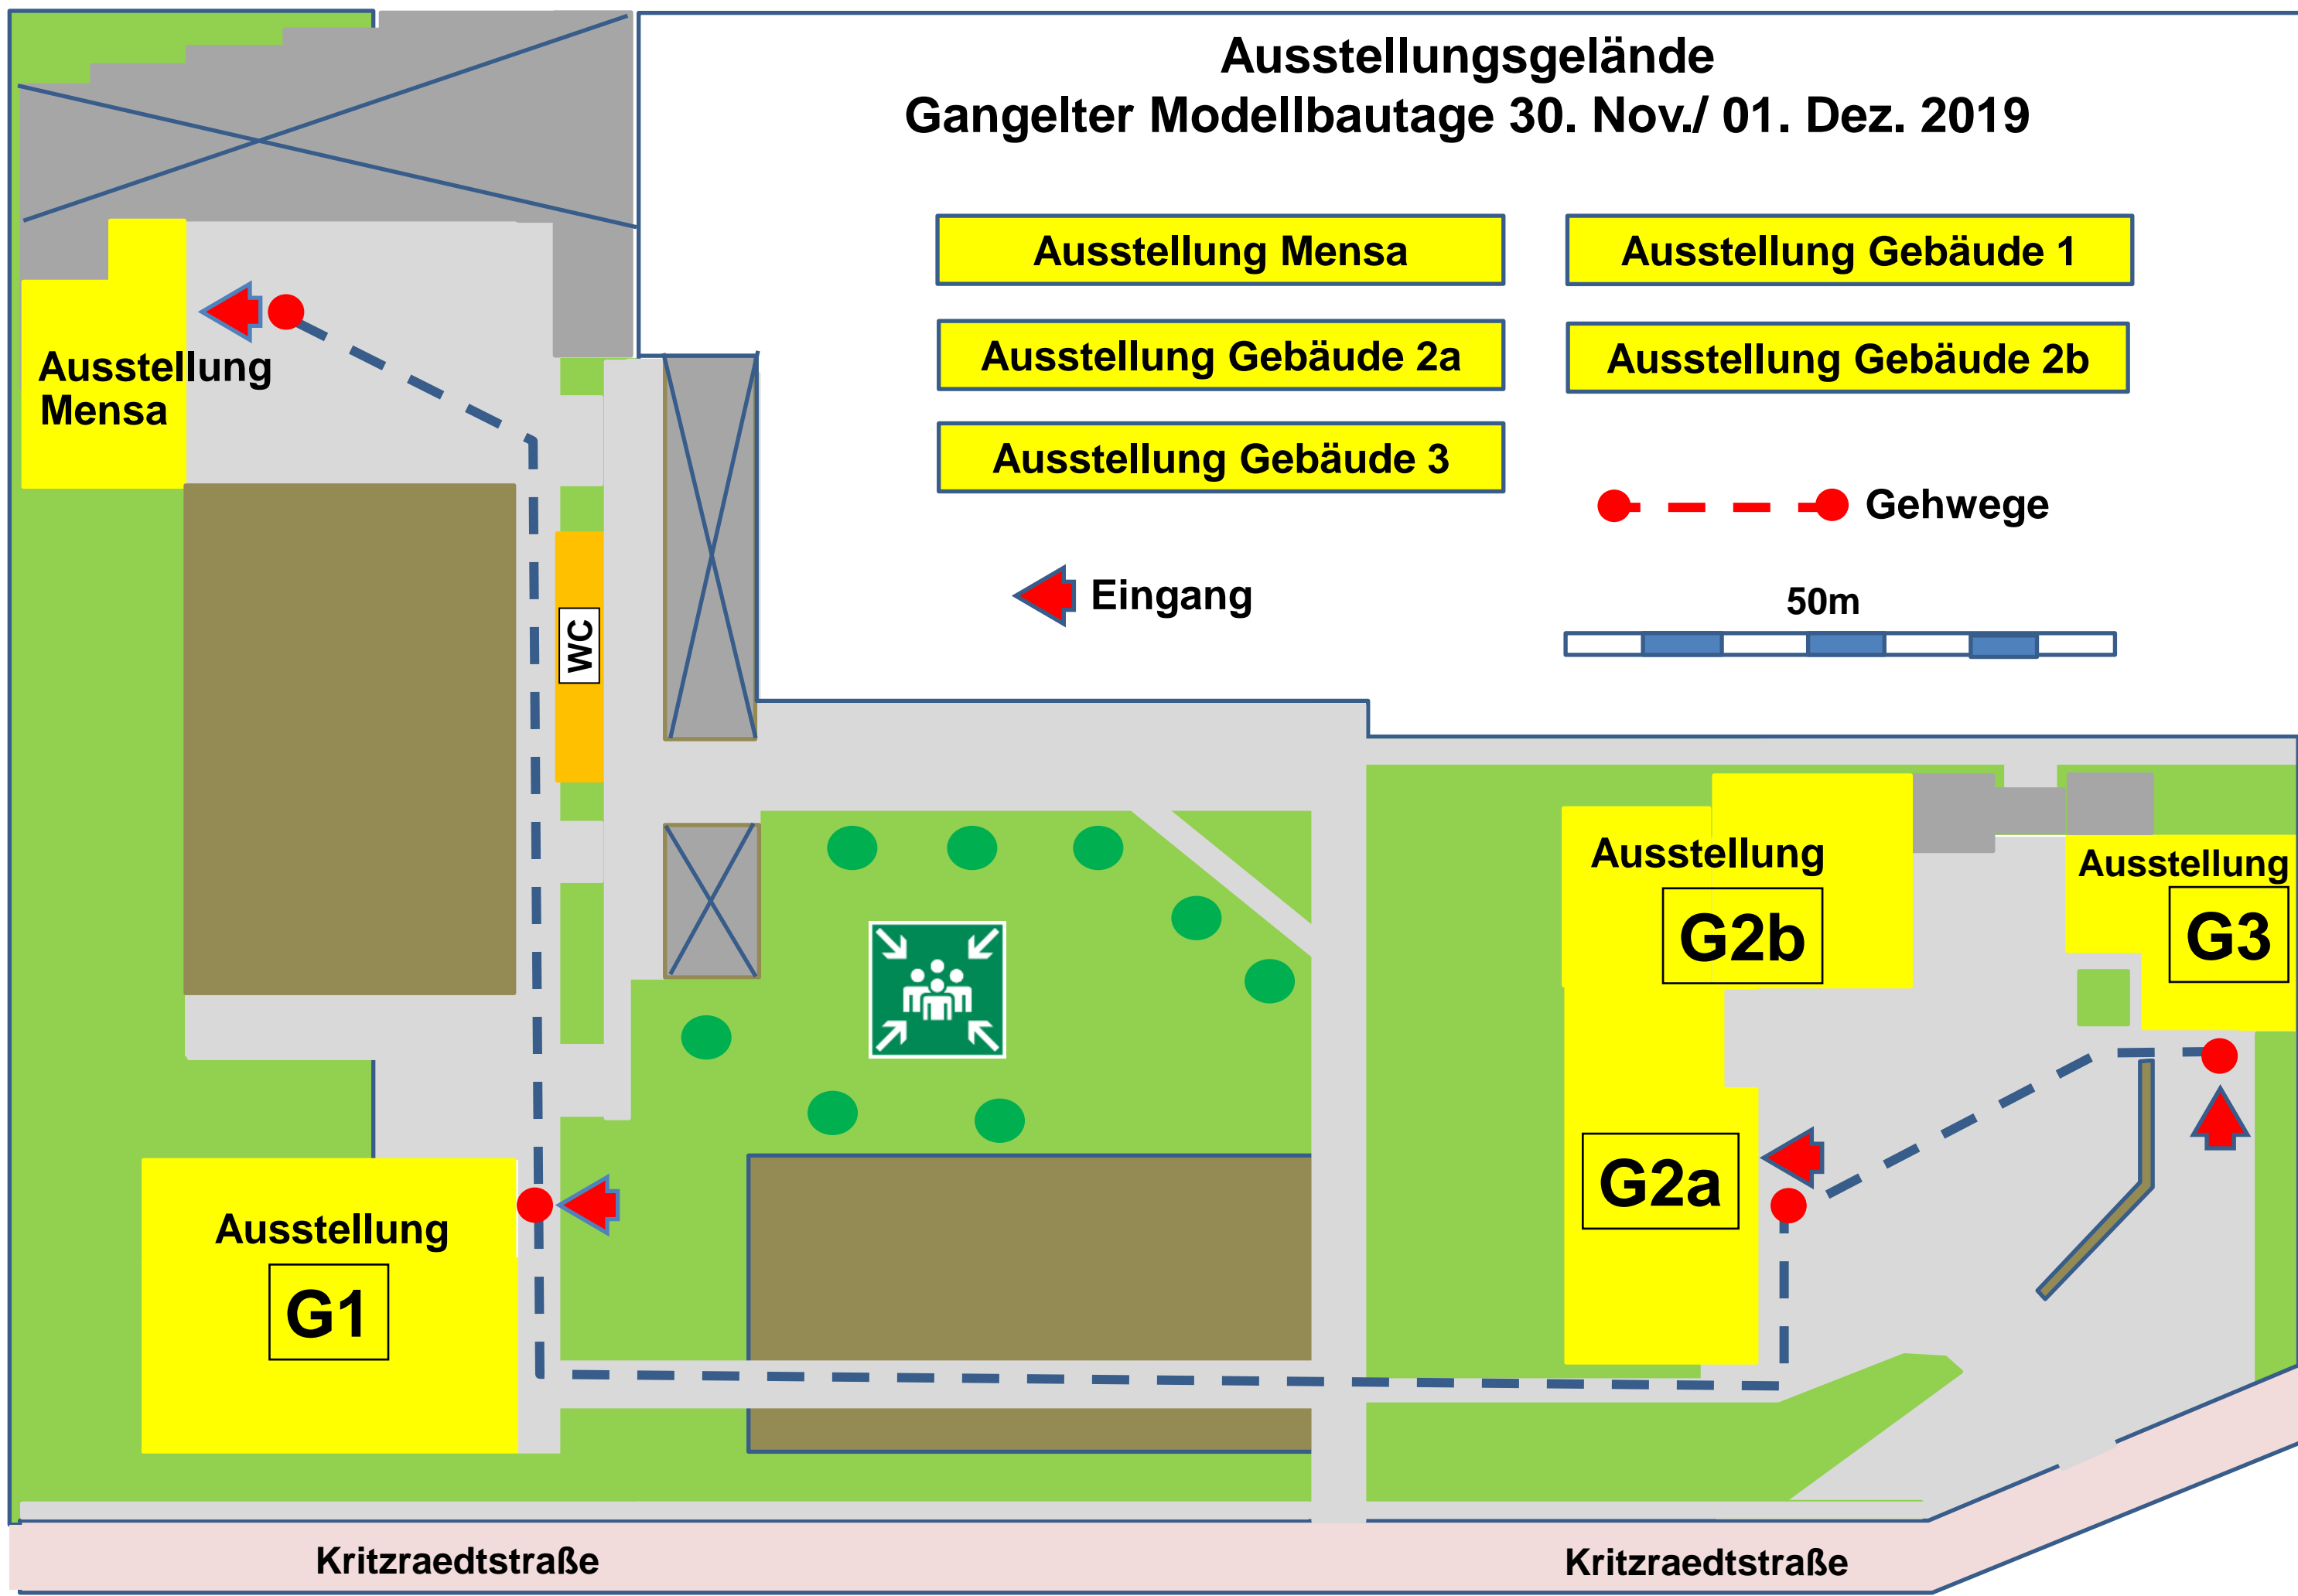 Ausstellungsgelände
Gangelter Modellbautage 30. Nov./ 01. Dez. 2019
Ausstellung Mensa
Ausstellung Gebäude 1
Ausstellung Gebäude 2a
Ausstellung Gebäude 2b
Ausstellung Gebäude 3
Gehwege
Eingang
50m
Ausstellung
Mensa
WC
Ausstellung
G2b
Ausstellung
G3
G2a
Ausstellung
G1
Kritzraedtstraße
Kritzraedtstraße